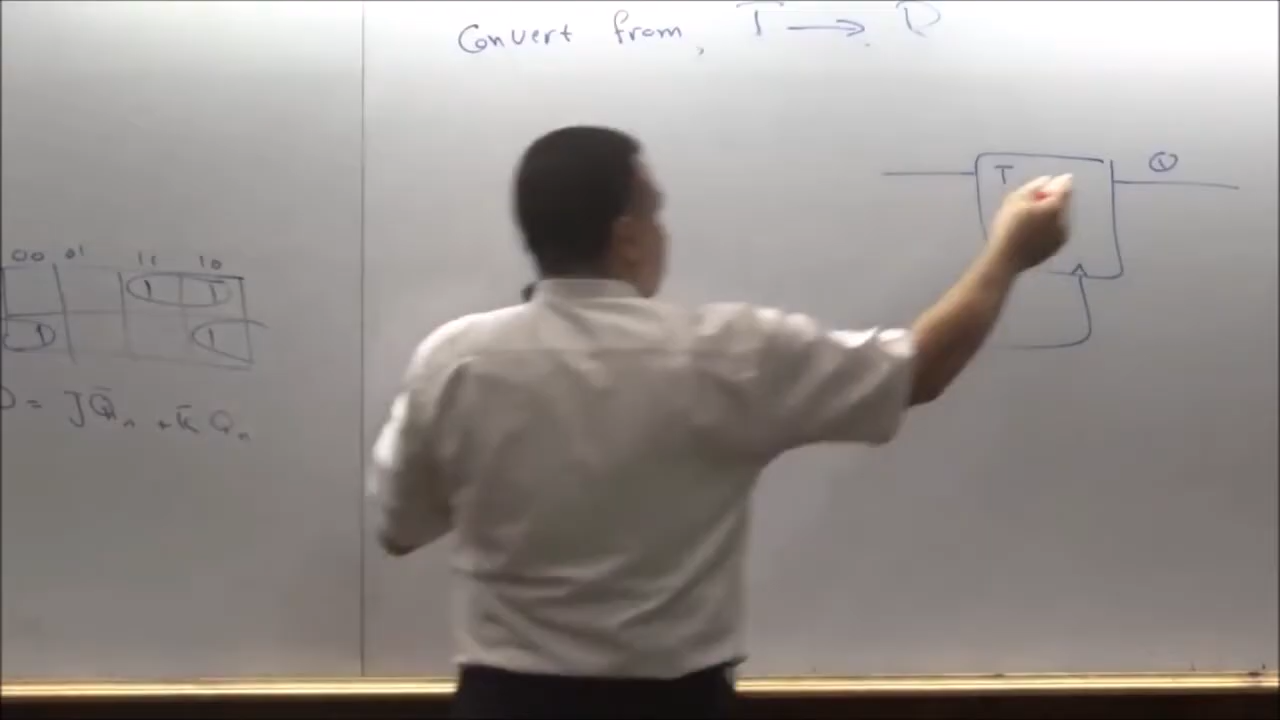 Convert from, T → D
T Q
00 01 11 10
1 1
1 1
D = JQ̄n + K̄Qn